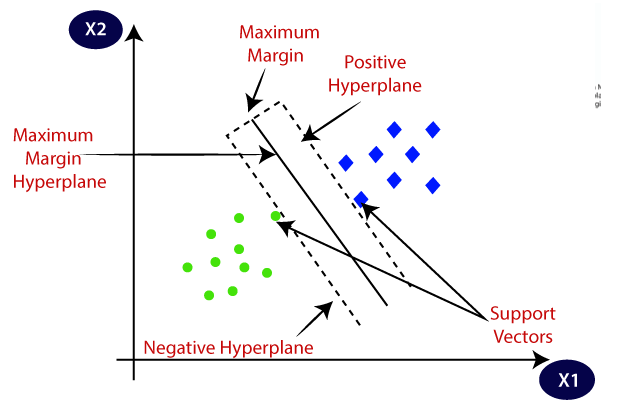 X2
Maximum
Margin
Positive
Hyperplane
Maximum
Margin
Hyperplane
Support
Vectors
Negative Hyperplane
X1